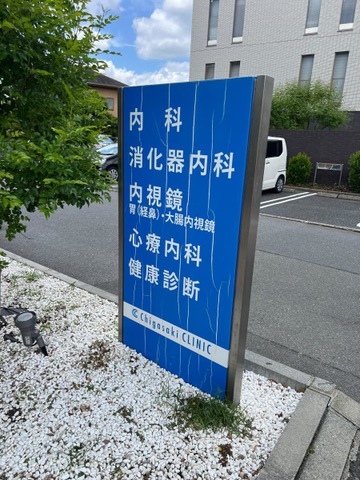 内科
消化器内科
内視鏡
胃(経鼻)・大腸内視鏡
心療内科
健康診断
Chigasaki CLINIC